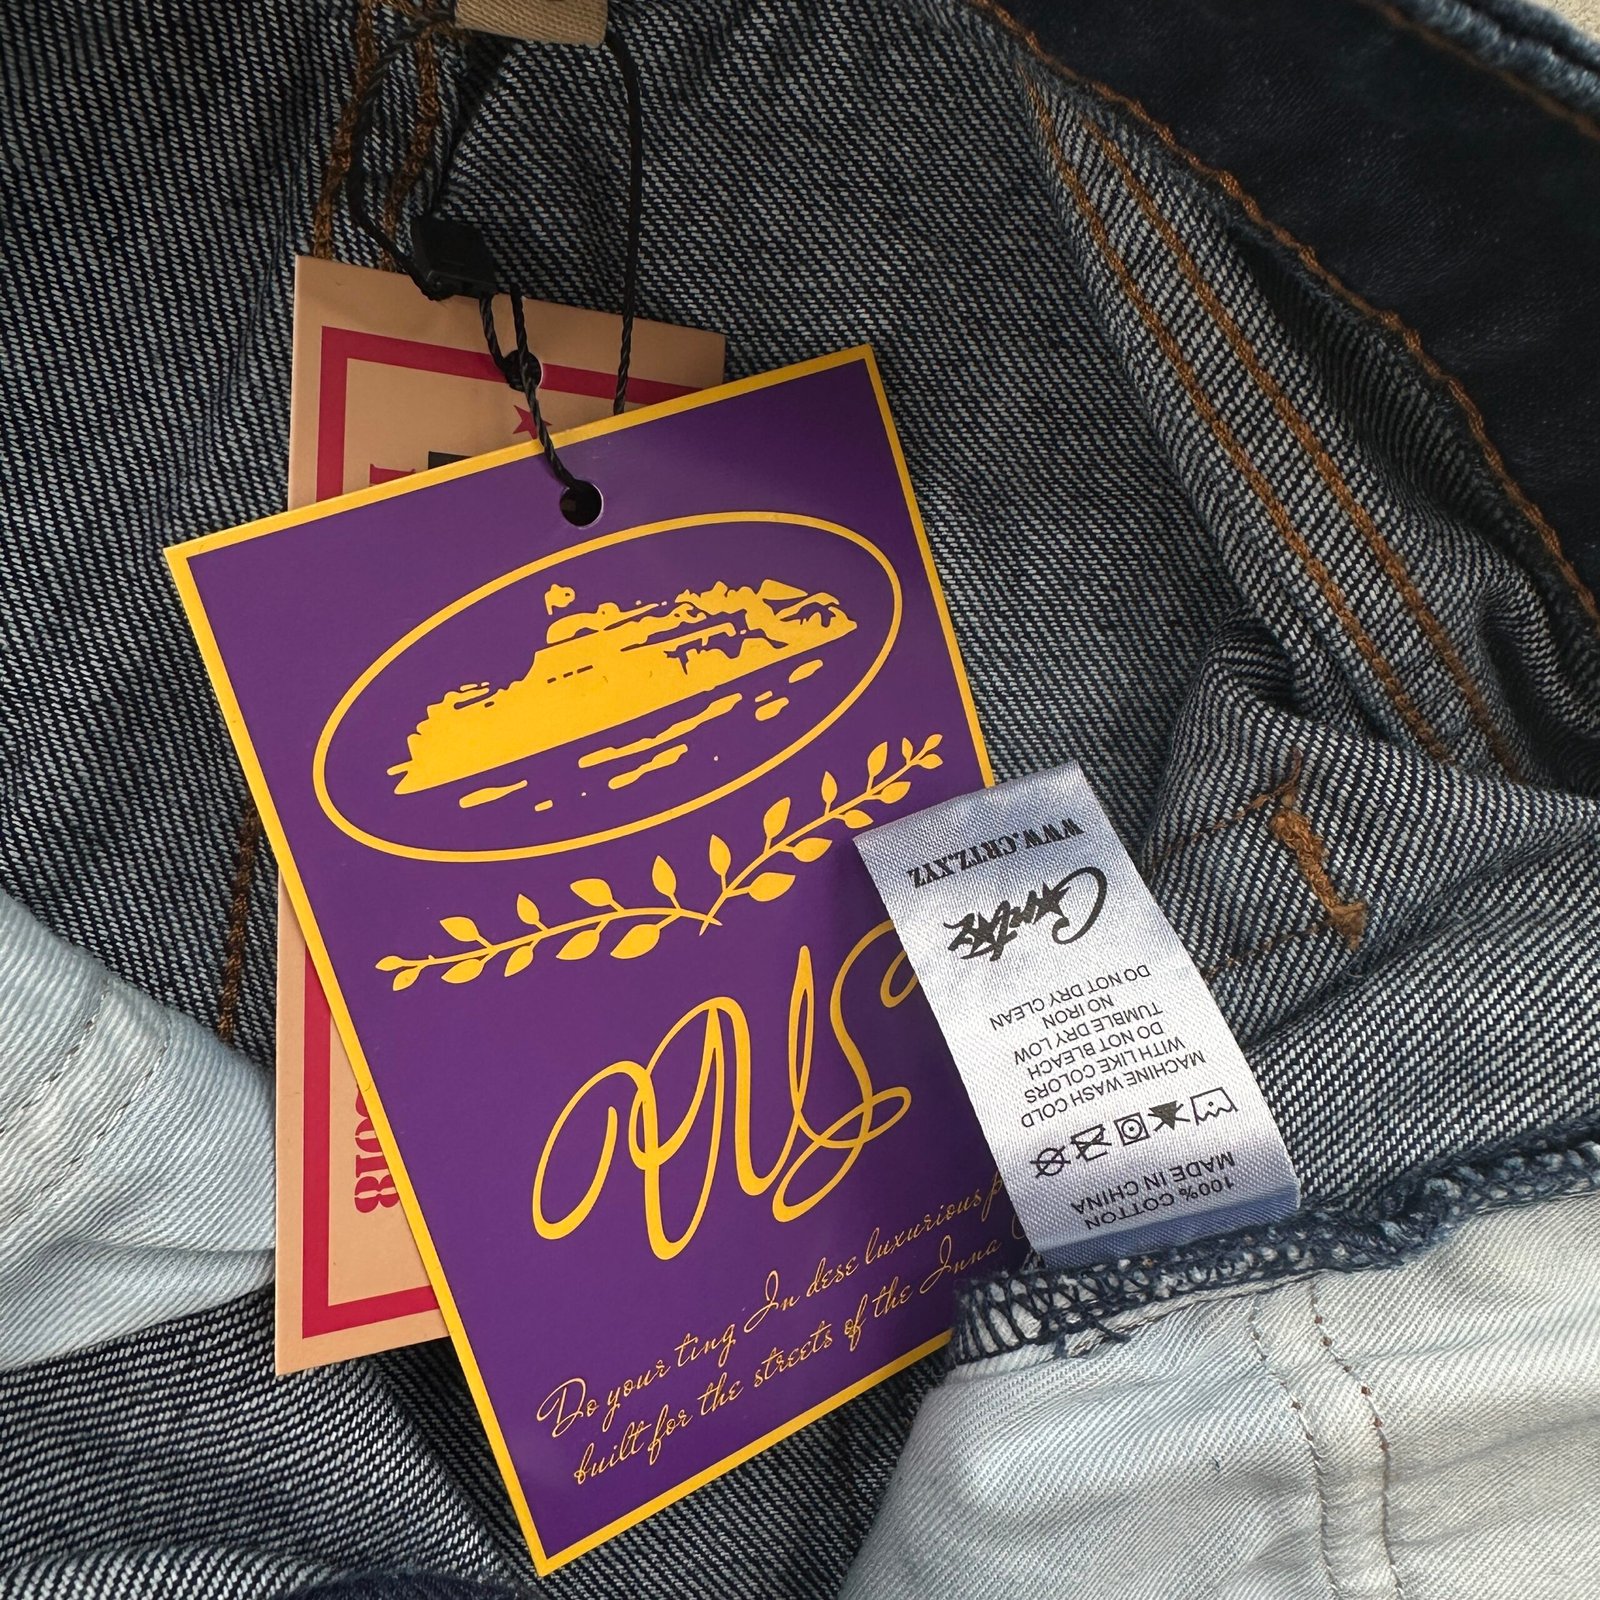 Do your ting In dese luxurious
built for the streets of the Inna
WWW.CRTZ.XYZ
Corteiz
DO NOT DRY CLEAN
NO IRON
TUMBLE DRY LOW
DO NOT BLEACH
WITH LIKE COLORS
MACHINE WASH COLD
MADE IN CHINA
100% COTTON